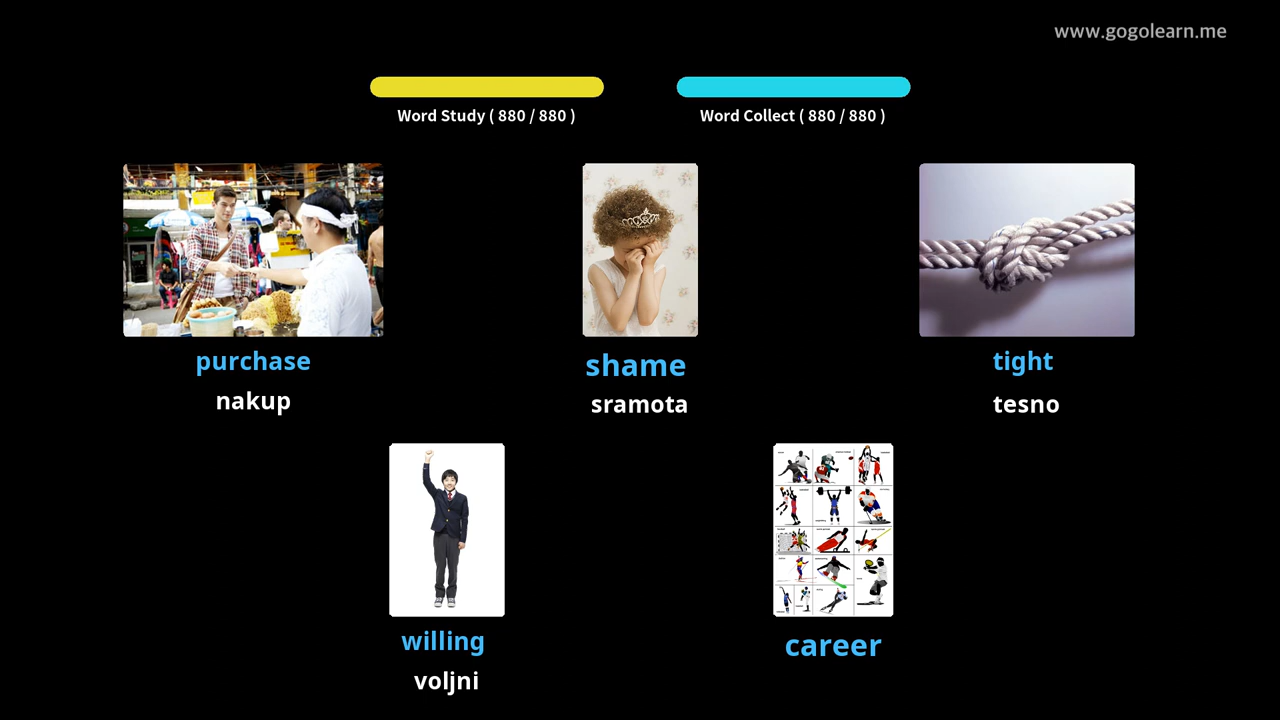 www.gogolearn.me
Word Study ( 880 / 880 )
Word Collect ( 880 / 880 )
purchase
nakup
shame
sramota
tight
tesno
willing
voljni
career